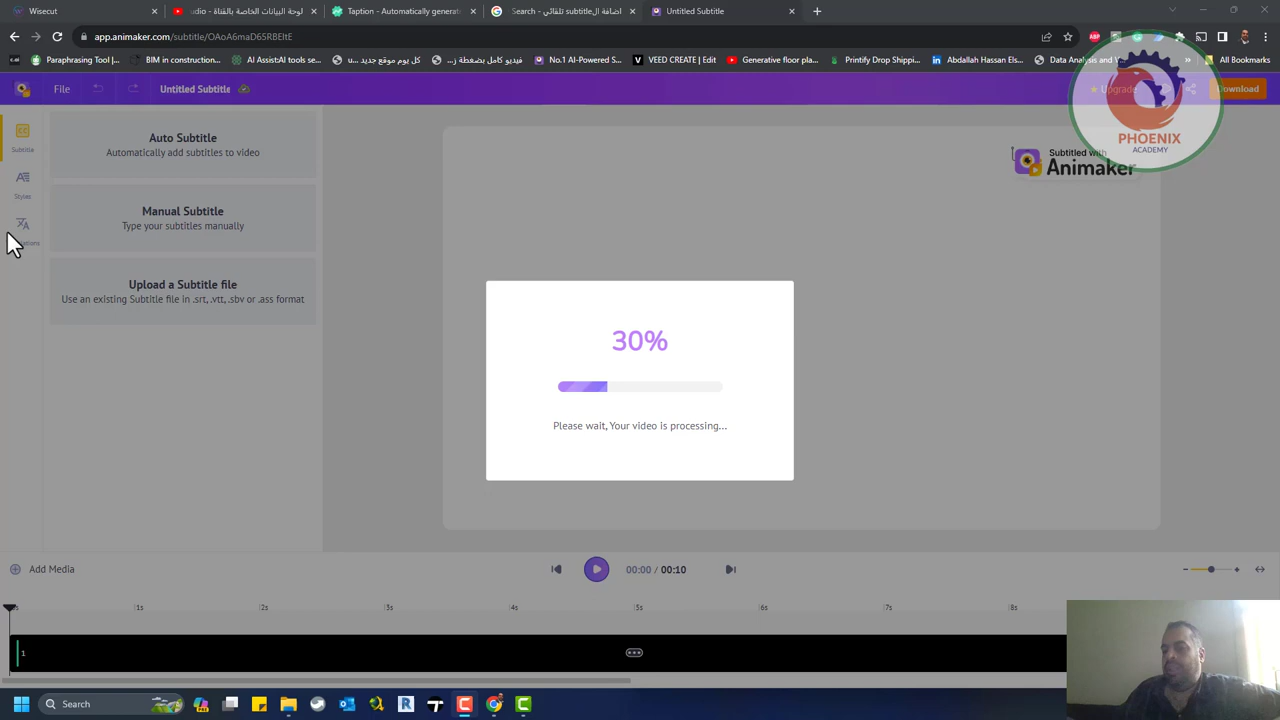 Wisecut
لوحة البيانات الخاصة بالقناة - udio
Taption - Automatically generat
Search - اضافة الsubtitle تلقائي
Untitled Subtitle
app.animaker.com/subtitle/OAoA6maD65RBEltE
Paraphrasing Tool |...
BIM in construction...
AI AssistAI tools se...
كل يوم موقع جديد ...u
فيديو كامل بضغطة ز...
No.1 AI-Powered S...
VEED CREATE | Edit
Generative floor pla...
Printify Drop Shippi...
Abdallah Hassan Els...
Data Analysis and V
»
All Bookmarks
File
Untitled Subtitle
Upgrade
Download
PHOENIX
ACADEMY
Subtitle
Styles
Auto Subtitle
Automatically add subtitles to video
Manual Subtitle
Type your subtitles manually
Upload a Subtitle file
Use an existing Subtitle file in .srt, .vtt, .sbv or .ass format
Subtitled with
Animaker
30%
Please wait, Your video is processing...
Add Media
00:00 / 00:10
1s 2s 3s 4s 5s 6s 7s 8s
1
Search